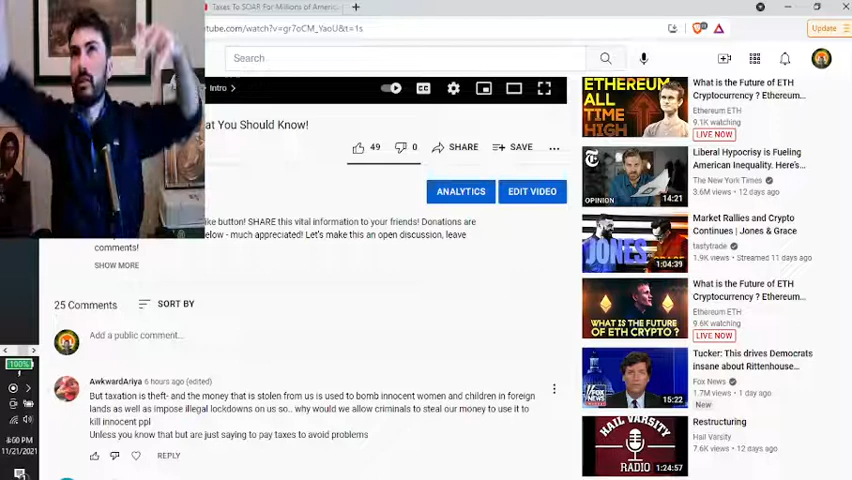 Taxes To SOAR For Millions of Americ
utube.com/watch?v=gr7oCM_YaoU&t=1s
Update
Search
Intro
CC
at You Should Know!
49
0
SHARE
SAVE
ANALYTICS
EDIT VIDEO
ke button! SHARE this vital information to your friends! Donations are
elow - much appreciated! Let's make this an open discussion, leave
comments!
SHOW MORE
25 Comments
SORT BY
Add a public comment...
AwkwardAriya 6 hours ago (edited)
But taxation is theft- and the money that is stolen from us is used to bomb innocent women and children in foreign
lands as well as impose illegal lockdowns on us so.. why would we allow criminals to steal our money to use it to
kill innocent ppl
Unless you know that but are just saying to pay taxes to avoid problems
REPLY
ETHEREUM
ALL
TIME
HIGH
What is the Future of ETH
Cryptocurrency ? Ethereum...
Ethereum ETH
9.1K watching
LIVE NOW
OPINION
14:21
Liberal Hypocrisy is Fueling
American Inequality. Here's...
The New York Times
3.6M views • 12 days ago
JONES
1:04:39
Market Rallies and Crypto
Continues | Jones & Grace
tastytrade
1.9K views • Streamed 11 days ago
WHAT IS THE FUTURE
OF ETH CRYPTO?
What is the Future of ETH
Cryptocurrency ? Ethereum...
Ethereum ETH
9.6K watching
LIVE NOW
15:22
Tucker: This drives Democrats
insane about Rittenhouse...
Fox News
1.7M views • 1 day ago
New
HAIL VARSITY
RADIO
1:24:57
Restructuring
Hail Varsity
7.6K views • 12 days ago
100%
11/21/2021